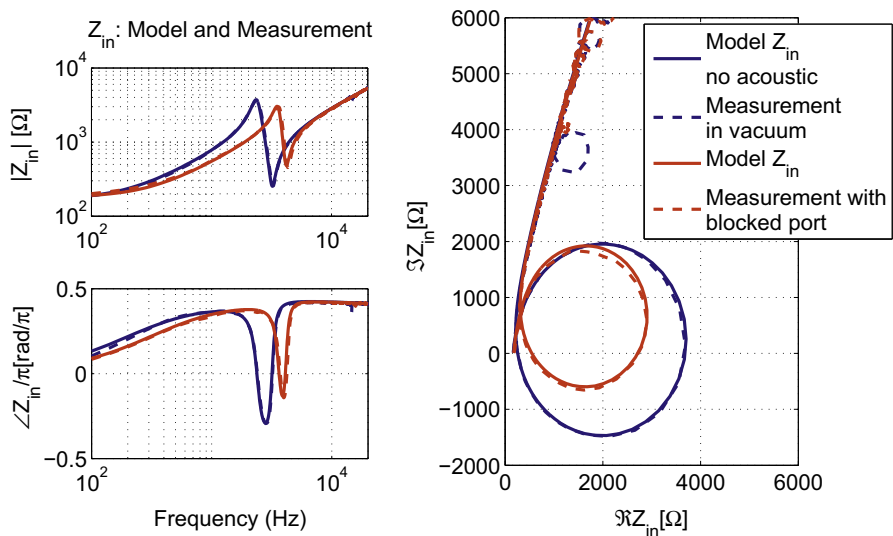 Z_in: Model and Measurement
|Z_in| [Ω]
10^4
10^3
10^2
10^2
10^4
∠Z_in/π[rad/π]
0.5
0
−0.5
10^2
10^4
Frequency (Hz)
ℑZ_in[Ω]
6000
5000
4000
3000
2000
1000
0
−1000
−2000
0
2000
4000
6000
ℜZ_in[Ω]
Model Z_in
no acoustic
Measurement
in vacuum
Model Z_in
Measurement with
blocked port